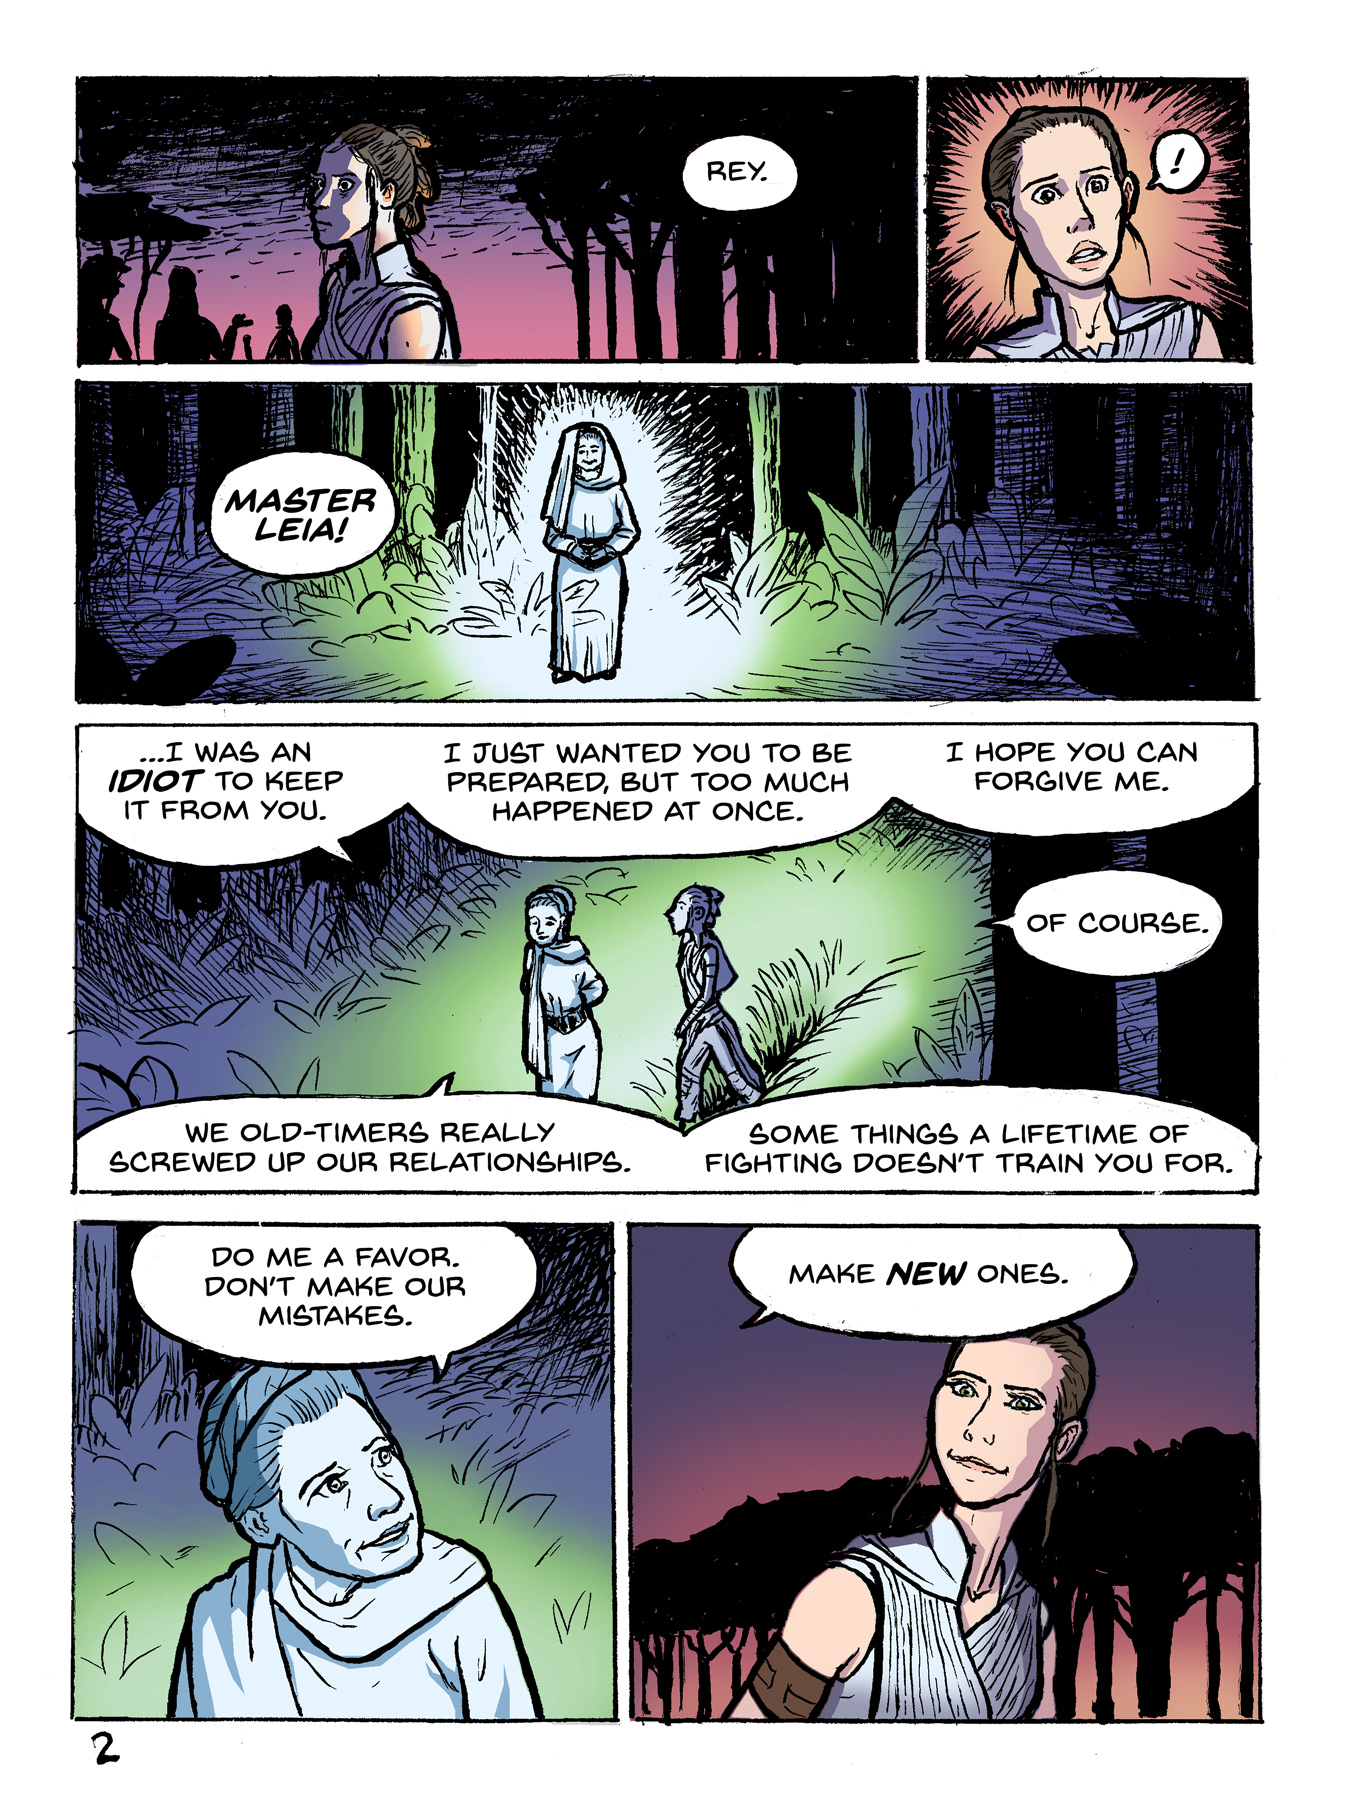 REY.
!
MASTER
LEIA!
...I WAS AN
IDIOT TO KEEP
IT FROM YOU.
I JUST WANTED YOU TO BE
PREPARED, BUT TOO MUCH
HAPPENED AT ONCE.
I HOPE YOU CAN
FORGIVE ME.
OF COURSE.
WE OLD-TIMERS REALLY
SCREWED UP OUR RELATIONSHIPS.
SOME THINGS A LIFETIME OF
FIGHTING DOESN'T TRAIN YOU FOR.
DO ME A FAVOR.
DON'T MAKE OUR
MISTAKES.
MAKE NEW ONES.
2